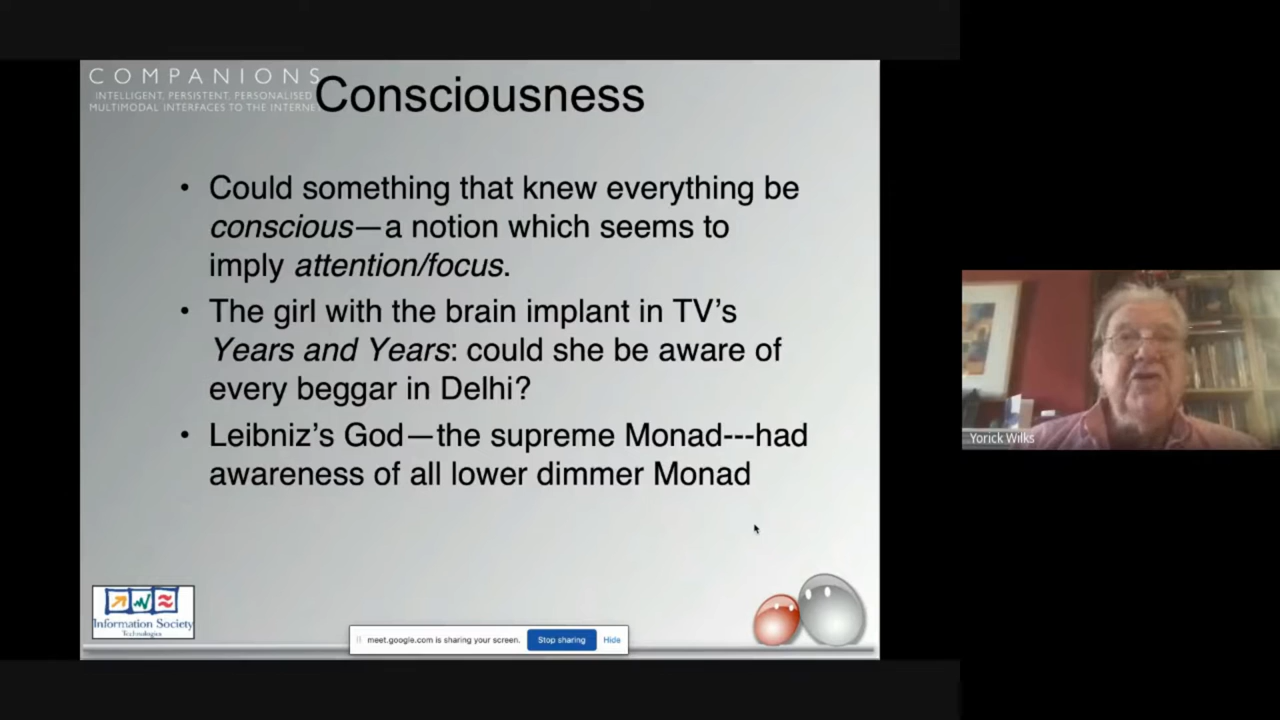 COMPANIONS
INTELLIGENT, PERSISTENT, PERSONALISED
MULTIMODAL INTERFACES TO THE INTERNET
Consciousness
• Could something that knew everything be
conscious—a notion which seems to
imply attention/focus.
• The girl with the brain implant in TV’s
Years and Years: could she be aware of
every beggar in Delhi?
• Leibniz’s God—the supreme Monad---had
awareness of all lower dimmer Monad
Yorick Wilks
Information Society
Technologies
meet.google.com is sharing your screen.
Stop sharing
Hide